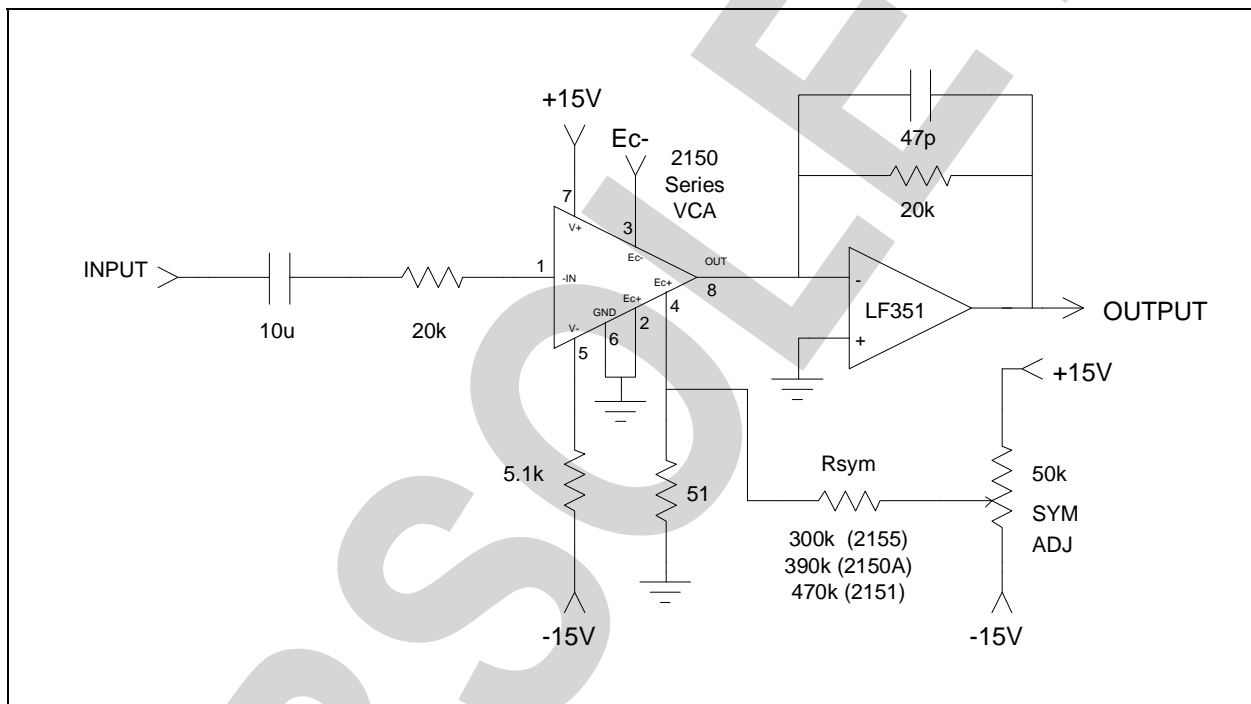 +15V
Ec-
2150
Series
VCA
47p
20k
7
V+
3
Ec-
INPUT
10u
20k
1
-IN
OUT
8
Ec+
4
Ec+
2
GND
6
V-
5
-
LF351
+
OUTPUT
+15V
5.1k
51
Rsym
300k (2155)
390k (2150A)
470k (2151)
50k
SYM
ADJ
-15V
-15V